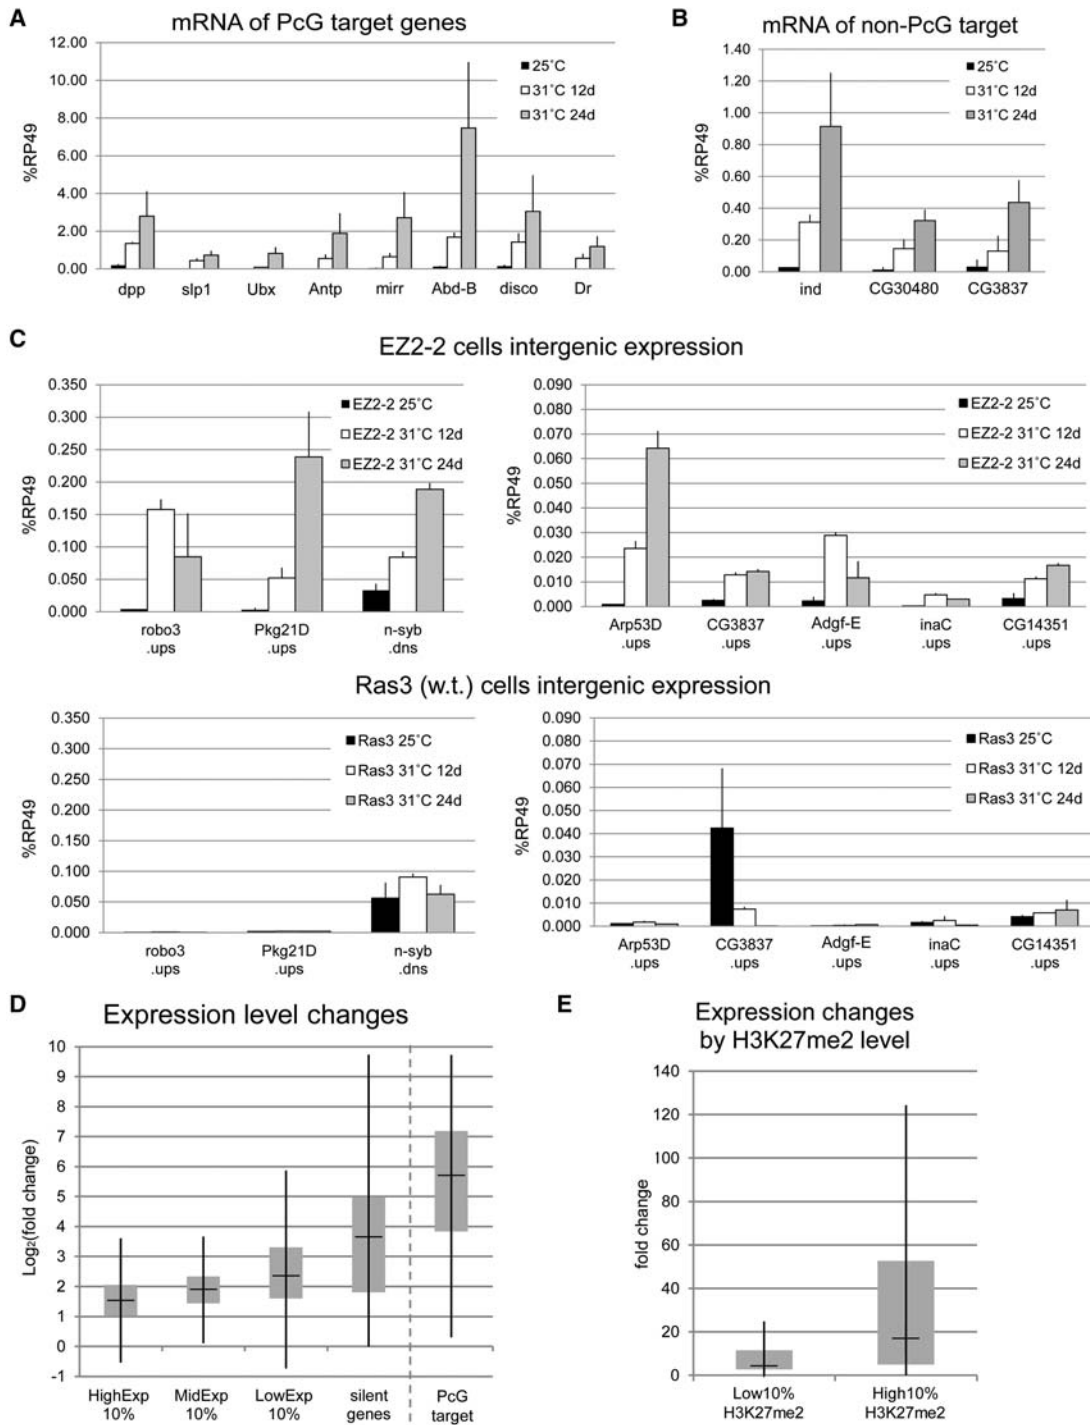 A
mRNA of PcG target genes
12.00
10.00
8.00
6.00
4.00
2.00
0.00
%RP49
25˚C
31˚C 12d
31˚C 24d
dpp slp1 Ubx Antp mirr Abd-B disco Dr
B
mRNA of non-PcG target
1.40
1.20
1.00
0.80
0.60
0.40
0.20
0.00
%RP49
25˚C
31˚C 12d
31˚C 24d
ind CG30480 CG3837
C
EZ2-2 cells intergenic expression
0.350
0.300
0.250
0.200
0.150
0.100
0.050
0.000
%RP49
EZ2-2 25˚C
EZ2-2 31˚C 12d
EZ2-2 31˚C 24d
robo3 Pkg21D n-syb
.ups .ups .dns
0.090
0.080
0.070
0.060
0.050
0.040
0.030
0.020
0.010
0.000
%RP49
EZ2-2 25˚C
EZ2-2 31˚C 12d
EZ2-2 31˚C 24d
Arp53D CG3837 Adgf-E inaC CG14351
.ups .ups .ups .ups .ups
Ras3 (w.t.) cells intergenic expression
0.350
0.300
0.250
0.200
0.150
0.100
0.050
0.000
%RP49
Ras3 25˚C
Ras3 31˚C 12d
Ras3 31˚C 24d
robo3 Pkg21D n-syb
.ups .ups .dns
0.090
0.080
0.070
0.060
0.050
0.040
0.030
0.020
0.010
0.000
%RP49
Ras3 25˚C
Ras3 31˚C 12d
Ras3 31˚C 24d
Arp53D CG3837 Adgf-E inaC CG14351
.ups .ups .ups .ups .ups
D
Expression level changes
10
9
8
7
6
5
4
3
2
1
0
-1
Log₂(fold change)
HighExp MidExp LowExp silent PcG
10% 10% 10% genes target
E
Expression changes
by H3K27me2 level
140
120
100
80
60
40
20
0
fold change
Low10% High10%
H3K27me2 H3K27me2